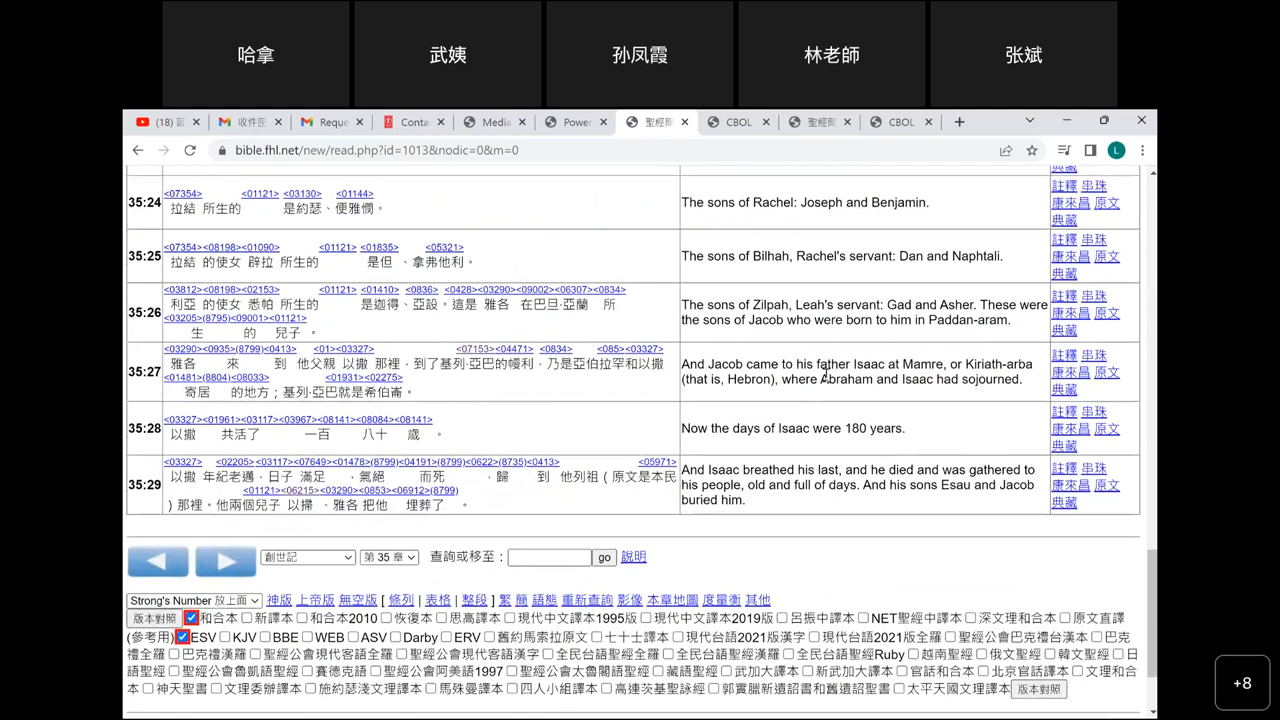 哈拿
武姨
孙凤霞
林老師
张斌
(18)
收件匣
Reque
Conta
Media
Power
CBOL
CBOL
bible.fhl.net/new/read.php?id=1013&nodic=0&m=0
典藏
35:24
<07354> <01121> <03130> <01144>
拉結 所生的 是約瑟、便雅憫。
The sons of Rachel: Joseph and Benjamin.
註釋 串珠
康來昌 原文
典藏
35:25
<07354><08198><01090> <01121> <01835> <05321>
拉結 的使女 辟拉 所生的 是但 、拿弗他利。
The sons of Bilhah, Rachel's servant: Dan and Naphtali.
註釋 串珠
康來昌 原文
典藏
35:26
<03812><08198><02153> <01121> <01410> <0836> <0428><03290><09002><06307><0834>
利亞 的使女 悉帕 所生的 是迦得、亞設。這是 雅各 在巴旦·亞蘭 所
<03205>(8795)<09001><01121>
生 的 兒子 。
The sons of Zilpah, Leah's servant: Gad and Asher. These were
the sons of Jacob who were born to him in Paddan-aram.
註釋 串珠
康來昌 原文
典藏
35:27
<03290><0935>(8799)<0413> <01><03327> <07153><04471> <0834> <085><03327>
雅各 來 到 他父親 以撒 那裡，到了基列·亞巴的幔利，乃是亞伯拉罕和以撒
<01481>(8804)<08033> <01931><02275>
寄居 的地方；基列·亞巴就是希伯崙。
And Jacob came to his father Isaac at Mamre, or Kiriath-arba
(that is, Hebron), where Abraham and Isaac had sojourned.
註釋 串珠
康來昌 原文
典藏
35:28
<03327><01961><03117><03967><08141><08084><08141>
以撒 共活了 一百 八十 歲 。
Now the days of Isaac were 180 years.
註釋 串珠
康來昌 原文
典藏
35:29
<03327> <02205><03117><07649><01478>(8799)<04191>(8799)<0622>(8735)<0413> <05971>
以撒 年紀老邁，日子 滿足 ，氣絕 而死 ，歸 到 他列祖（原文是本民
<01121><06215><03290><0853><06912>(8799)
）那裡。他兩個兒子 以掃 、雅各 把他 埋葬了 。
And Isaac breathed his last, and he died and was gathered to
his people, old and full of days. And his sons Esau and Jacob
buried him.
註釋 串珠
康來昌 原文
典藏
創世記 第 35 章 查詢或移至： go 說明
Strong's Number 放上面 神版 上帝版 無空版 [ 條列 | 表格 | 整段 ] 繁 簡 語態 重新查詢 影像 本章地圖 度量衡 其他
版本對照 和合本 新譯本 和合本2010 恢復本 思高譯本 現代中文譯本1995版 現代中文譯本2019版 呂振中譯本 NET聖經中譯本 深文理和合本 原文直譯
(參考用) ESV KJV BBE WEB ASV Darby ERV 舊約馬索拉原文 七十士譯本 現代台語2021版漢字 現代台語2021版全羅 聖經公會巴克禮台漢本 巴克
禮全羅 巴克禮漢羅 聖經公會現代客語全羅 聖經公會現代客語漢字 全民台語聖經全羅 全民台語聖經漢羅 全民台語聖經Ruby 越南聖經 俄文聖經 韓文聖經 日
語聖經 聖經公會魯凱語聖經 賽德克語 聖經公會阿美語1997 聖經公會太魯閣語聖經 藏語聖經 武加大譯本 新武加大譯本 官話和合本 北京官話譯本 文理和合
本 神天聖書 文理委辦譯本 施約瑟淺文理譯本 馬殊曼譯本 四人小組譯本 高連茨基聖詠經 郭實臘新遺詔書和舊遺詔聖書 太平天國文理譯本 版本對照
+8